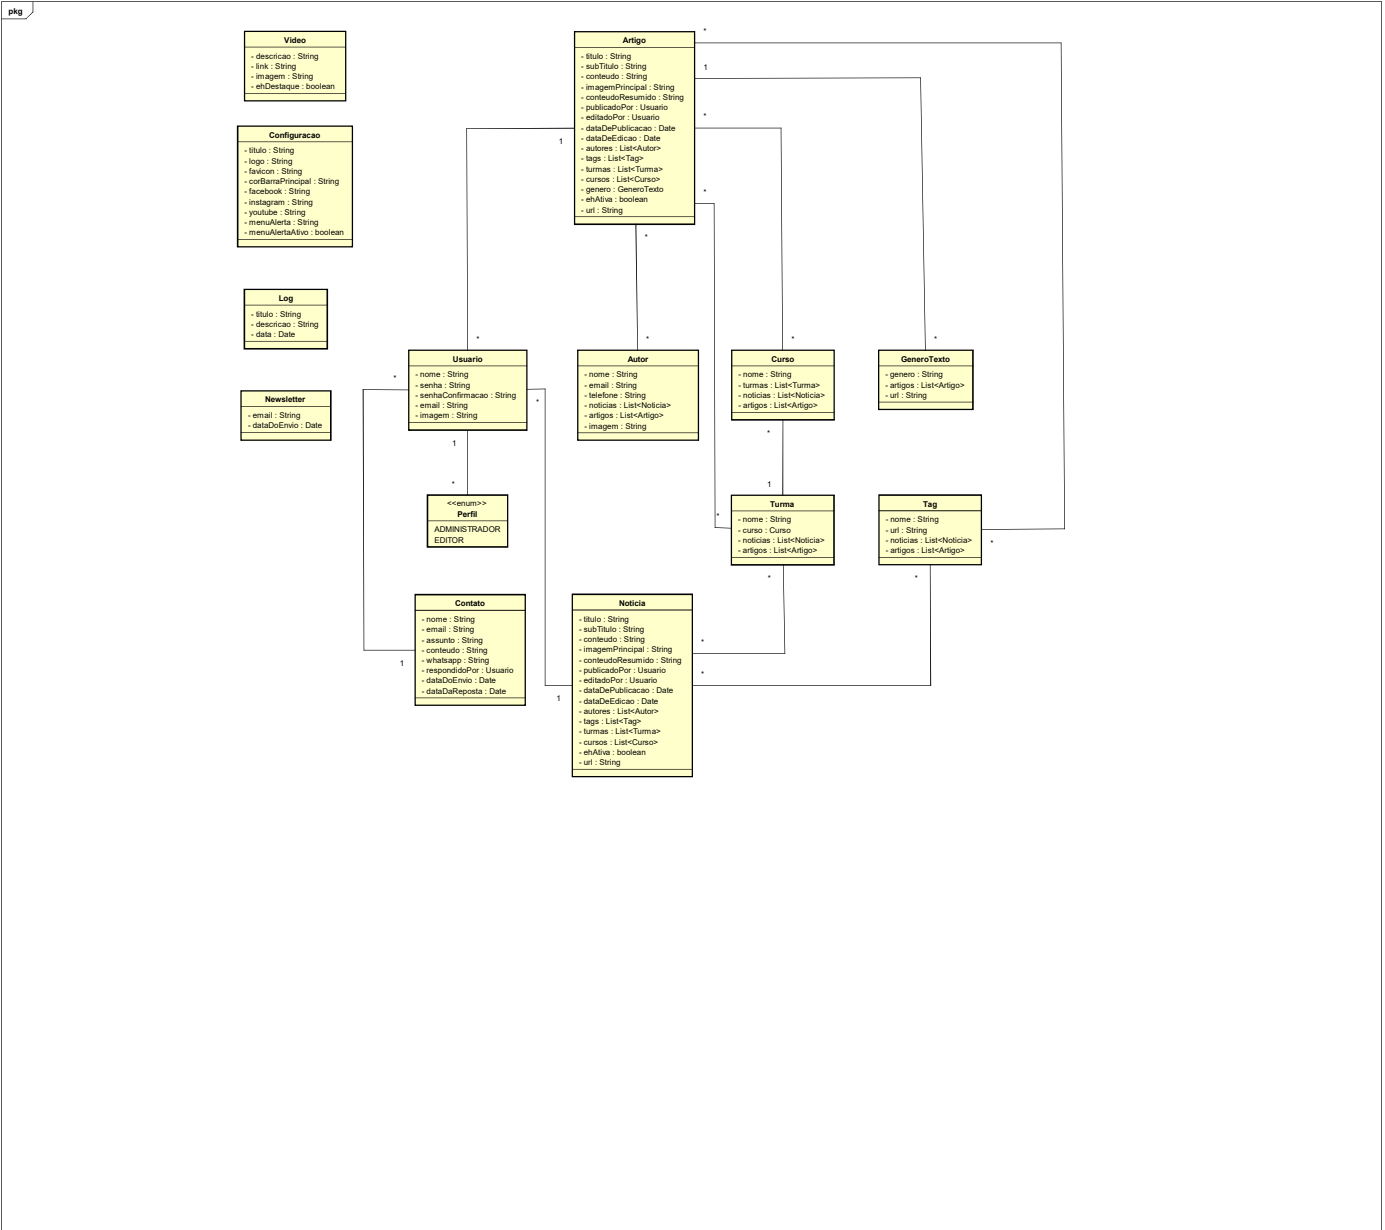 pkg
Video
- descricao : String
- link : String
- imagem : String
- ehDestaque : boolean
Configuracao
- titulo : String
- logo : String
- favicon : String
- corBarraPrincipal : String
- facebook : String
- instagram : String
- youtube : String
- menuAlerta : String
- menuAlertaAtivo : boolean
Log
- titulo : String
- descricao : String
- data : Date
Newsletter
- email : String
- dataDoEnvio : Date
Artigo
- titulo : String
- subTitulo : String
- conteudo : String
- imagemPrincipal : String
- conteudoResumido : String
- publicadoPor : Usuario
- editadoPor : Usuario
- dataDePublicacao : Date
- dataDeEdicao : Date
- autores : List<Autor>
- tags : List<Tag>
- turmas : List<Turma>
- cursos : List<Curso>
- genero : GeneroTexto
- ehAtiva : boolean
- url : String
*
1
*
*
1
*
*
*
*
*
Usuario
- nome : String
- senha : String
- senhaConfirmacao : String
- email : String
- imagem : String
*
*
1
*
Autor
- nome : String
- email : String
- telefone : String
- noticias : List<Noticia>
- artigos : List<Artigo>
- imagem : String
Curso
- nome : String
- turmas : List<Turma>
- noticias : List<Noticia>
- artigos : List<Artigo>
*
1
GeneroTexto
- genero : String
- artigos : List<Artigo>
- url : String
<<enum>>
Perfil
ADMINISTRADOR
EDITOR
*
Turma
- nome : String
- curso : Curso
- noticias : List<Noticia>
- artigos : List<Artigo>
*
Tag
- nome : String
- url : String
- noticias : List<Noticia>
- artigos : List<Artigo>
*
*
Contato
- nome : String
- email : String
- assunto : String
- conteudo : String
- whatsapp : String
- respondidoPor : Usuario
- dataDoEnvio : Date
- dataDaReposta : Date
1
Noticia
- titulo : String
- subTitulo : String
- conteudo : String
- imagemPrincipal : String
- conteudoResumido : String
- publicadoPor : Usuario
- editadoPor : Usuario
- dataDePublicacao : Date
- dataDeEdicao : Date
- autores : List<Autor>
- tags : List<Tag>
- turmas : List<Turma>
- cursos : List<Curso>
- ehAtiva : boolean
- url : String
*
*
1